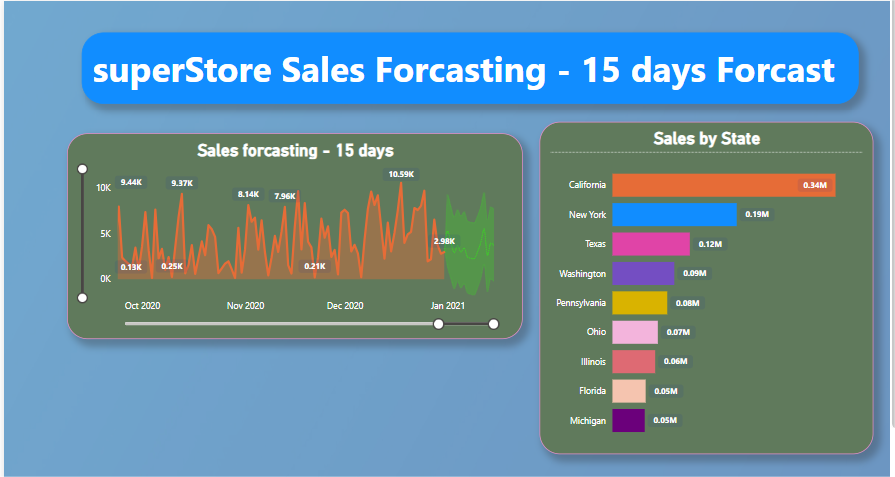 superStore Sales Forcasting - 15 days Forcast
Sales forcasting - 15 days
10K
5K
0K
9.44K
9.37K
8.14K
7.96K
10.59K
2.98K
0.13K
0.25K
0.21K
Oct 2020
Nov 2020
Dec 2020
Jan 2021
Sales by State
California 0.34M
New York 0.19M
Texas 0.12M
Washington 0.09M
Pennsylvania 0.08M
Ohio 0.07M
Illinois 0.06M
Florida 0.05M
Michigan 0.05M